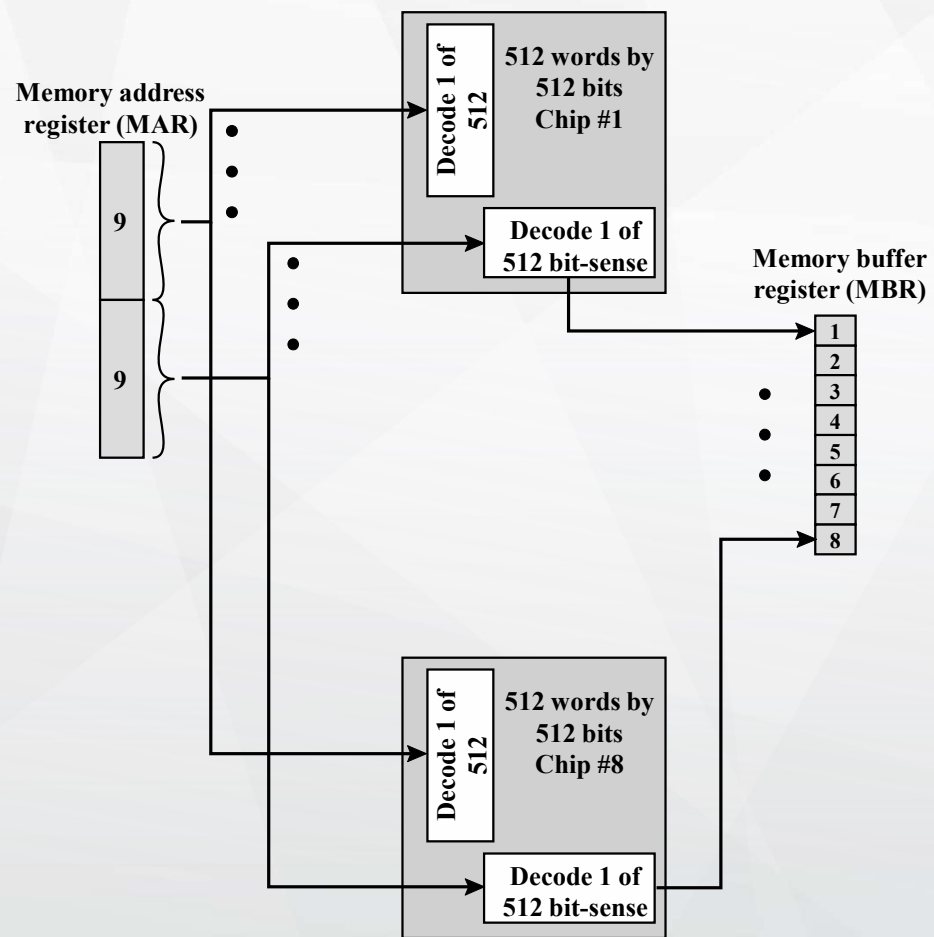 Memory address
register (MAR)
9
9
Decode 1 of
512
512 words by
512 bits
Chip #1
Decode 1 of
512 bit-sense
Memory buffer
register (MBR)
1
2
3
4
5
6
7
8
Decode 1 of
512
512 words by
512 bits
Chip #8
Decode 1 of
512 bit-sense